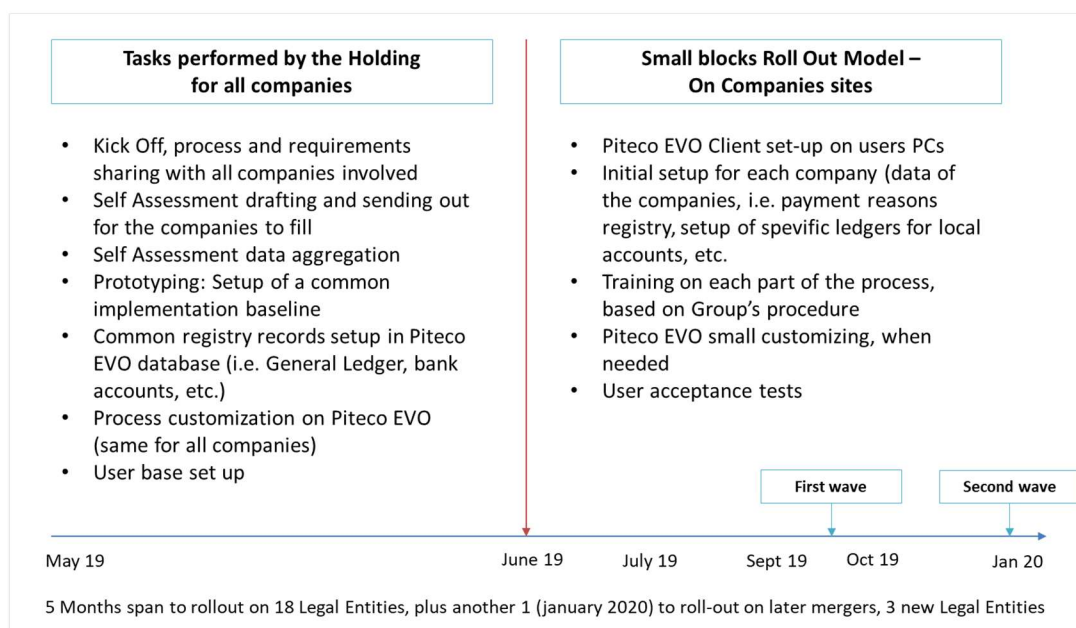 Tasks performed by the Holding
for all companies
• Kick Off, process and requirements
sharing with all companies involved
• Self Assessment drafting and sending out
for the companies to fill
• Self Assessment data aggregation
• Prototyping: Setup of a common
implementation baseline
• Common registry records setup in Piteco
EVO database (i.e. General Ledger, bank
accounts, etc.)
• Process customization on Piteco EVO
(same for all companies)
• User base set up
Small blocks Roll Out Model –
On Companies sites
• Piteco EVO Client set-up on users PCs
• Initial setup for each company (data of
the companies, i.e. payment reasons
registry, setup of spevific ledgers for local
accounts, etc.
• Training on each part of the process,
based on Group's procedure
• Piteco EVO small customizing, when
needed
• User acceptance tests
First wave
Second wave
May 19
June 19
July 19
Sept 19
Oct 19
Jan 20
5 Months span to rollout on 18 Legal Entities, plus another 1 (january 2020) to roll-out on later mergers, 3 new Legal Entities